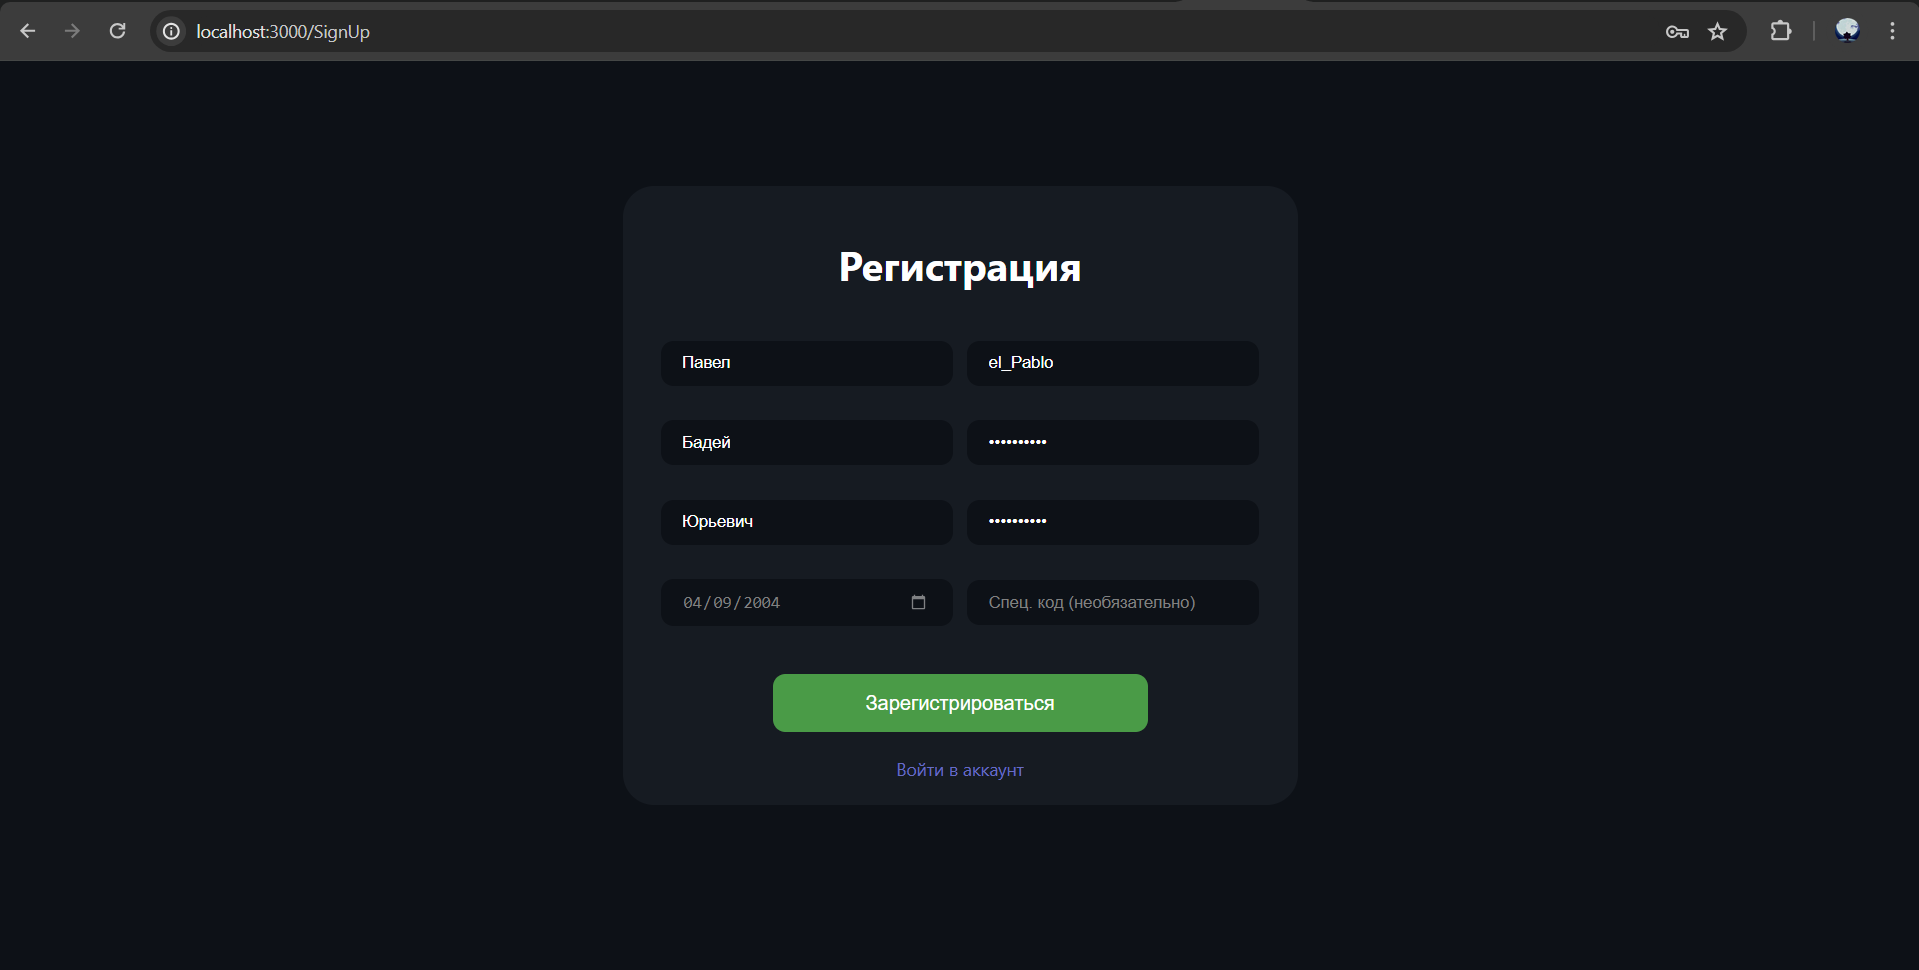 localhost:3000/SignUp
Регистрация
Павел
el_Pablo
Бадей
••••••••••
Юрьевич
••••••••••
04/09/2004
Спец. код (необязательно)
Зарегистрироваться
Войти в аккаунт